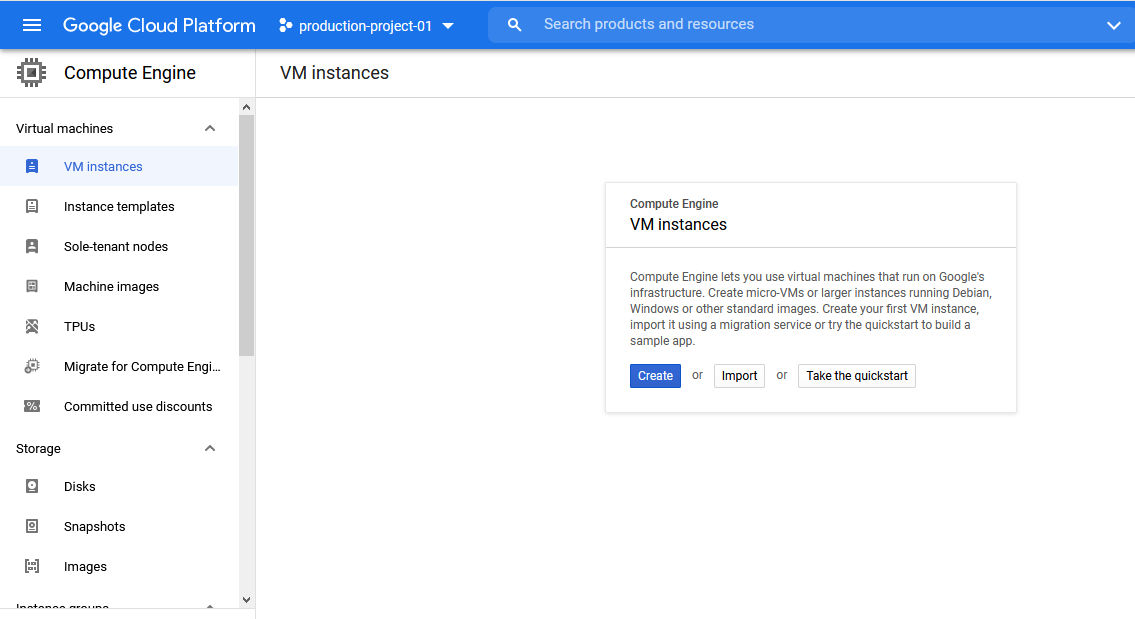 Google Cloud Platform
production-project-01
Search products and resources
Compute Engine
VM instances
Virtual machines
VM instances
Instance templates
Sole-tenant nodes
Machine images
TPUs
Migrate for Compute Engi...
Committed use discounts
Storage
Disks
Snapshots
Images
Instance groups
Compute Engine
VM instances
Compute Engine lets you use virtual machines that run on Google's
infrastructure. Create micro-VMs or larger instances running Debian,
Windows or other standard images. Create your first VM instance,
import it using a migration service or try the quickstart to build a
sample app.
Create or Import or Take the quickstart